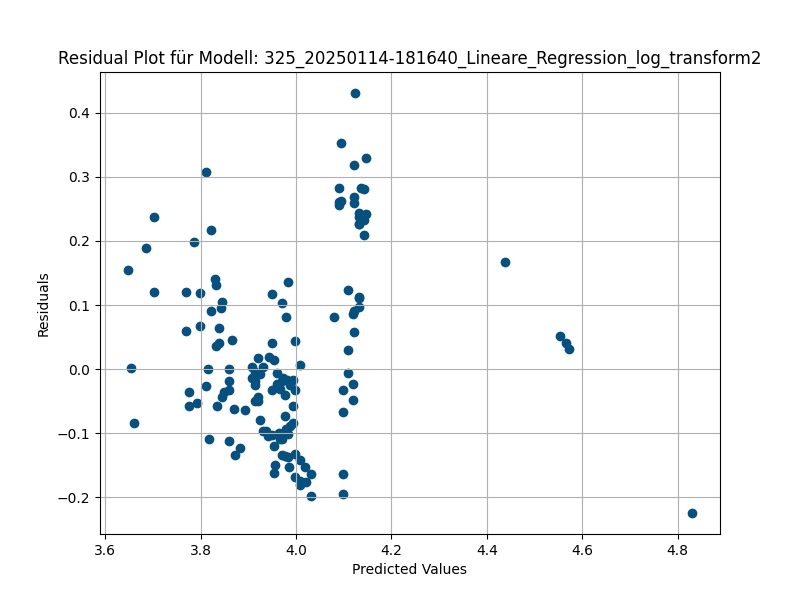 Residual Plot für Modell: 325_20250114-181640_Lineare_Regression_log_transform2
0.4
0.3
0.2
0.1
0.0
−0.1
−0.2
Residuals
3.6 3.8 4.0 4.2 4.4 4.6 4.8
Predicted Values